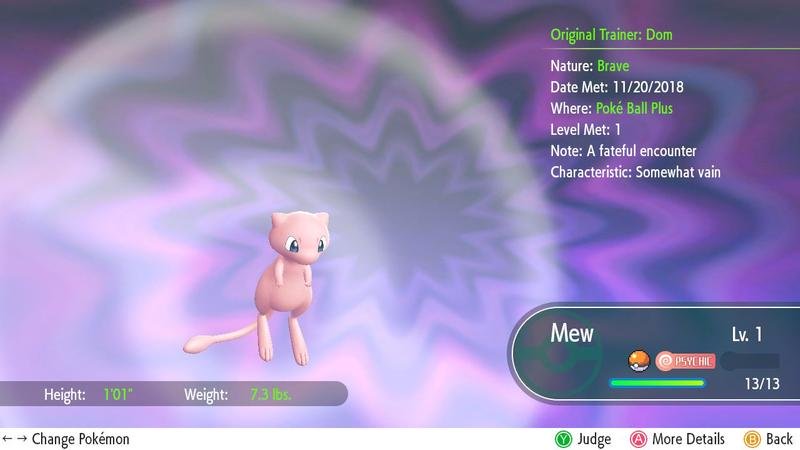 Original Trainer: Dom
Nature: Brave
Date Met: 11/20/2018
Where: Poké Ball Plus
Level Met: 1
Note: A fateful encounter
Characteristic: Somewhat vain
Mew Lv. 1
PSYCHIC
13/13
Height: 1'01" Weight: 7.3 lbs.
←→ Change Pokémon Y Judge A More Details B Back